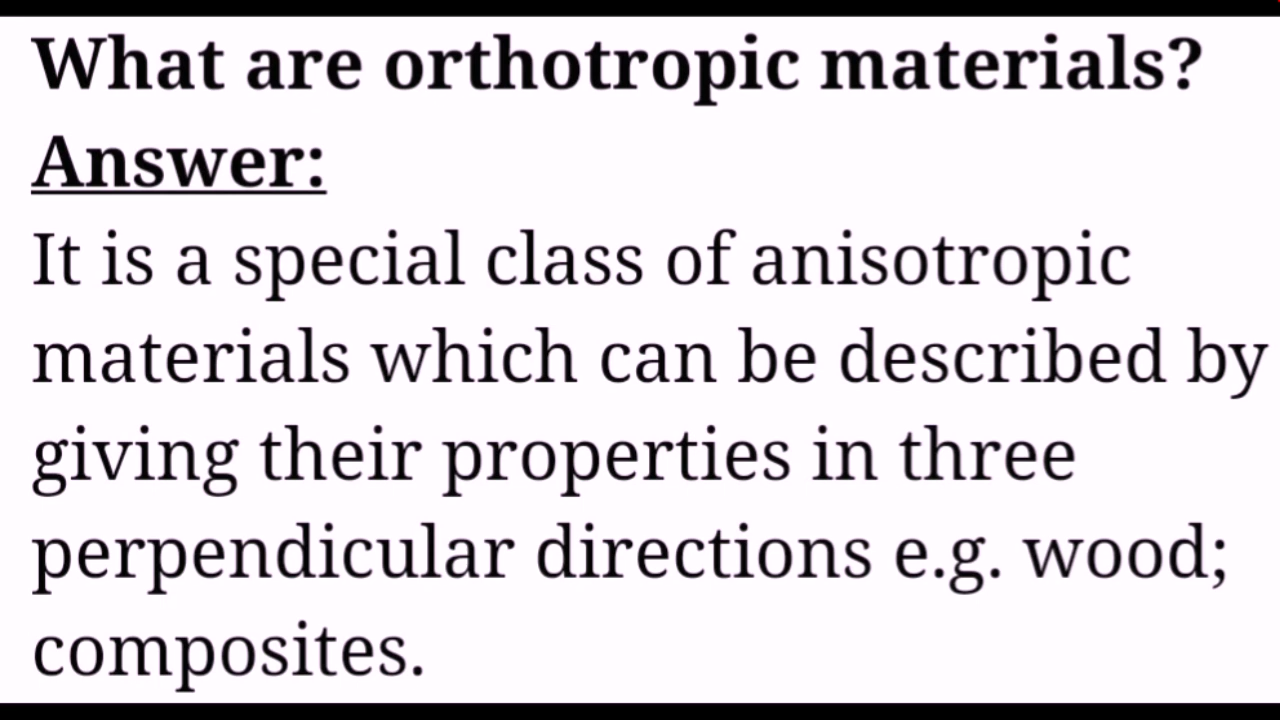 What are orthotropic materials?
Answer:
It is a special class of anisotropic
materials which can be described by
giving their properties in three
perpendicular directions e.g. wood;
composites.